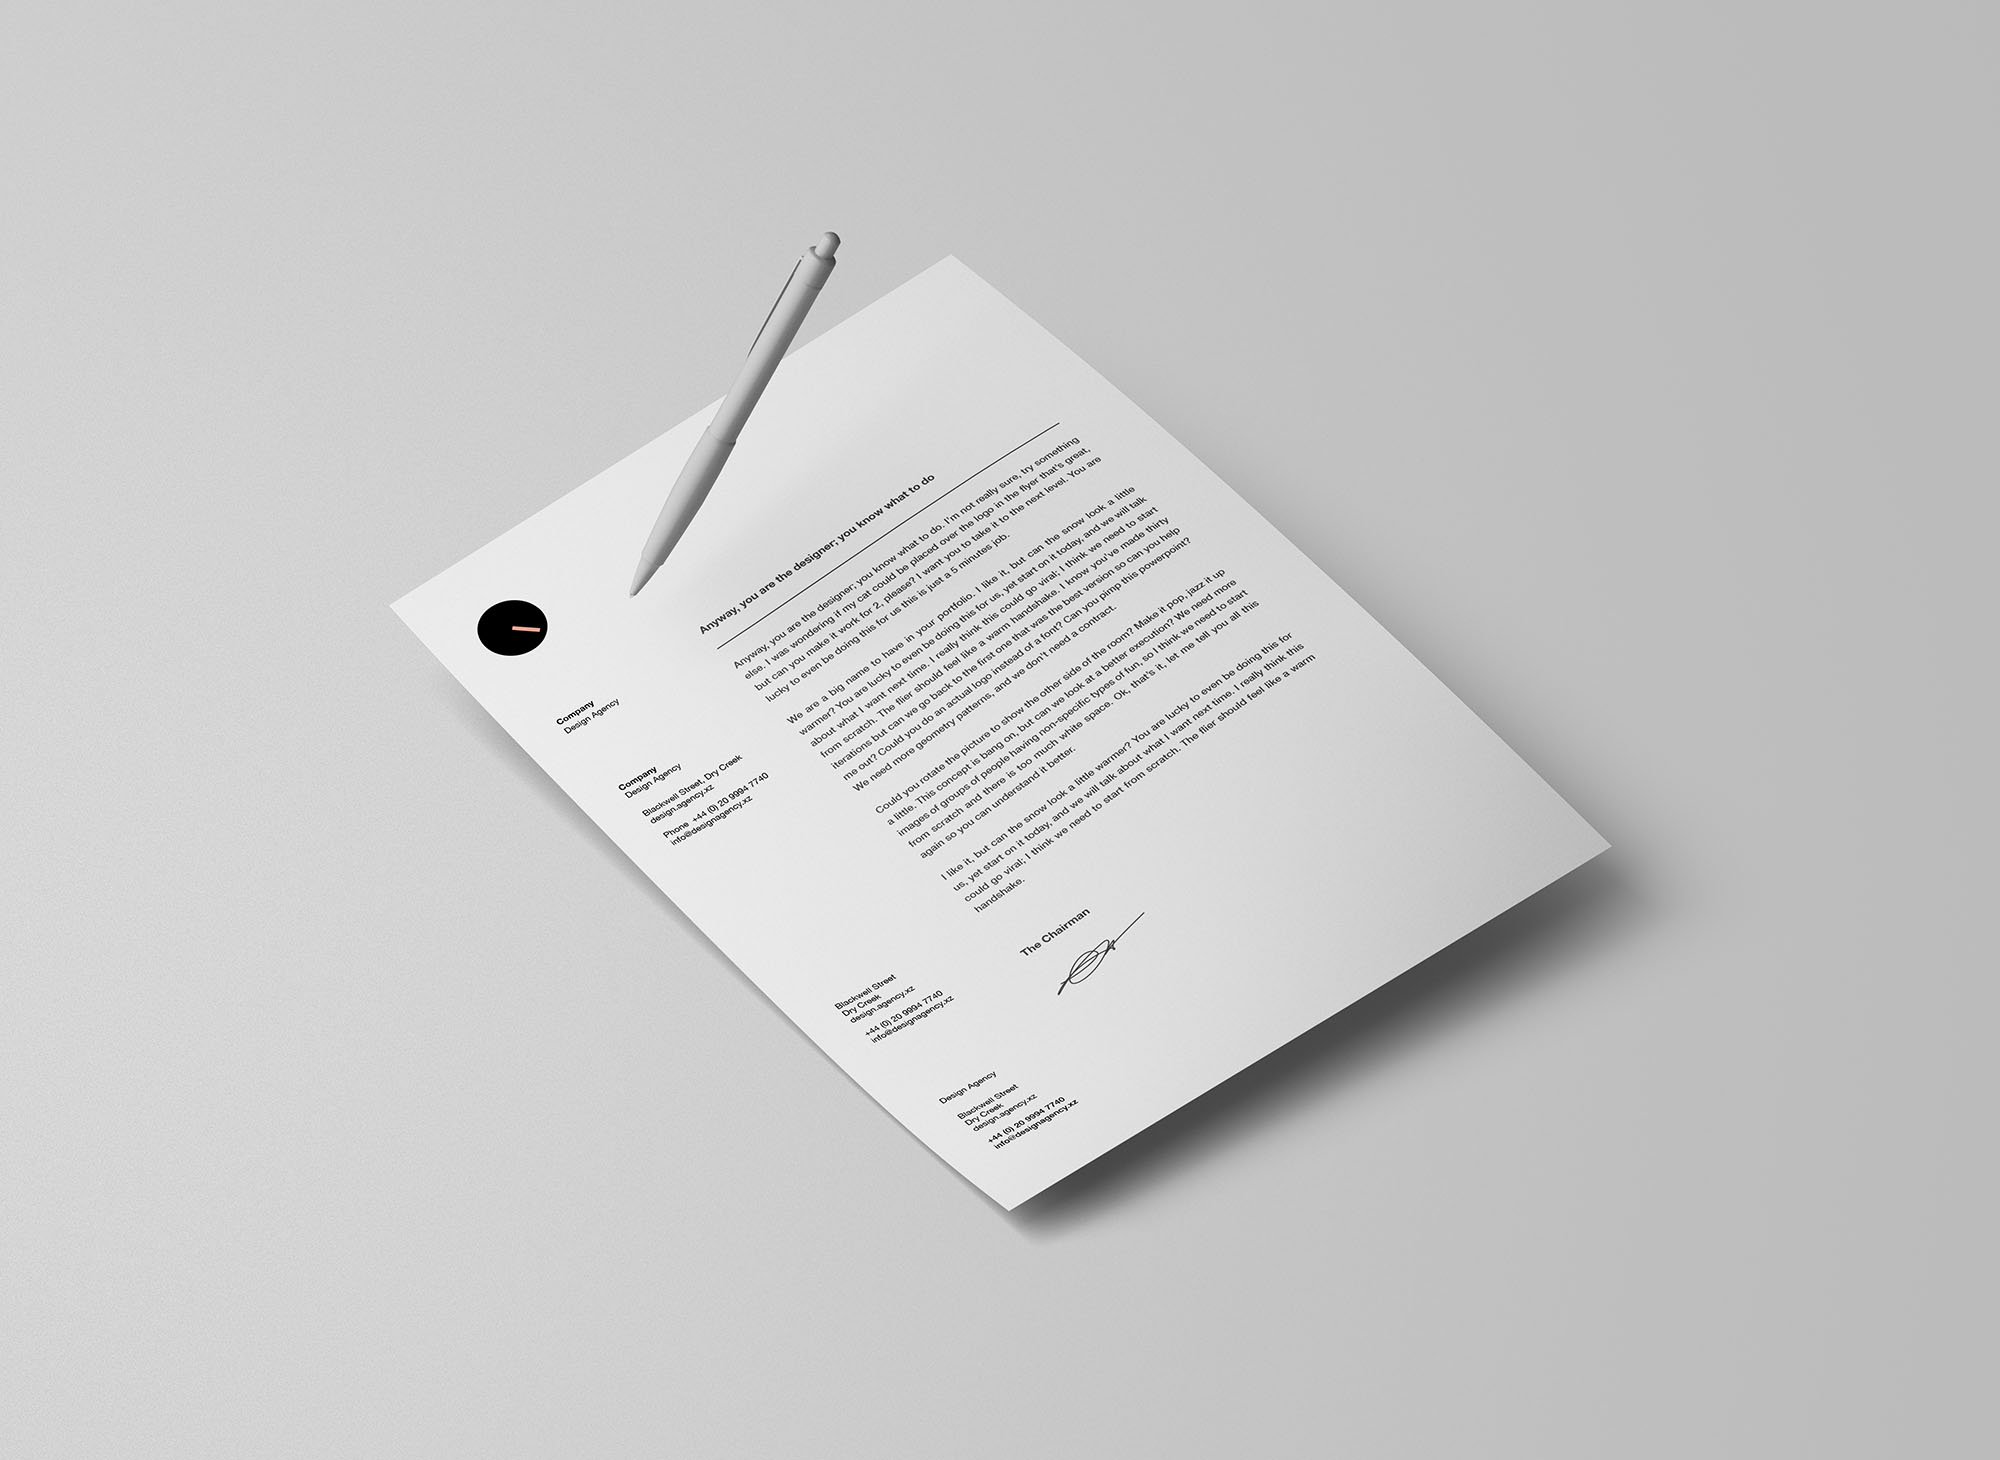 Anyway, you are the designer; you know what to do
Anyway, you are the designer; you know what to do. I'm not really sure, try something
else. I was wondering if my cat could be placed over the logo in the flyer that's great,
but can you make it work for 2, please? I want you to take it to the next level. You are
lucky to even be doing this for us this is just a 5 minutes job.
We are a big name to have in your portfolio. I like it, but can the snow look a little
warmer? You are lucky to even be doing this for us, yet start on it today, and we will talk
about what I want next time. I really think this could go viral; I think we need to start
from scratch. The flier should feel like a warm handshake. I know you've made thirty
iterations but can we go back to the first one that was the best version so can you help
me out? Could you do an actual logo instead of a font? Can you pimp this powerpoint?
We need more geometry patterns, and we don't need a contract.
Could you rotate the picture to show the other side of the room? Make it pop, jazz it up
a little. This concept is bang on, but can we look at a better execution? We need more
images of groups of people having non-specific types of fun, so I think we need to start
from scratch and there is too much white space. Ok, that's it, let me tell you all this
again so you can understand it better.
I like it, but can the snow look a little warmer? You are lucky to even be doing this for
us, yet start on it today, and we will talk about what I want next time. I really think this
could go viral; I think we need to start from scratch. The flier should feel like a warm
handshake.
The Chairman
Company
Design Agency
Company
Design Agency
Blackwell Street, Dry Creek
design.agency.xz
Phone +44 (0) 20 9994 7740
info@designagency.xz
Blackwell Street
Dry Creek
design.agency.xz
+44 (0) 20 9994 7740
info@designagency.xz
Design Agency
Blackwell Street
Dry Creek
design.agency.xz
+44 (0) 20 9994 7740
info@designagency.xz